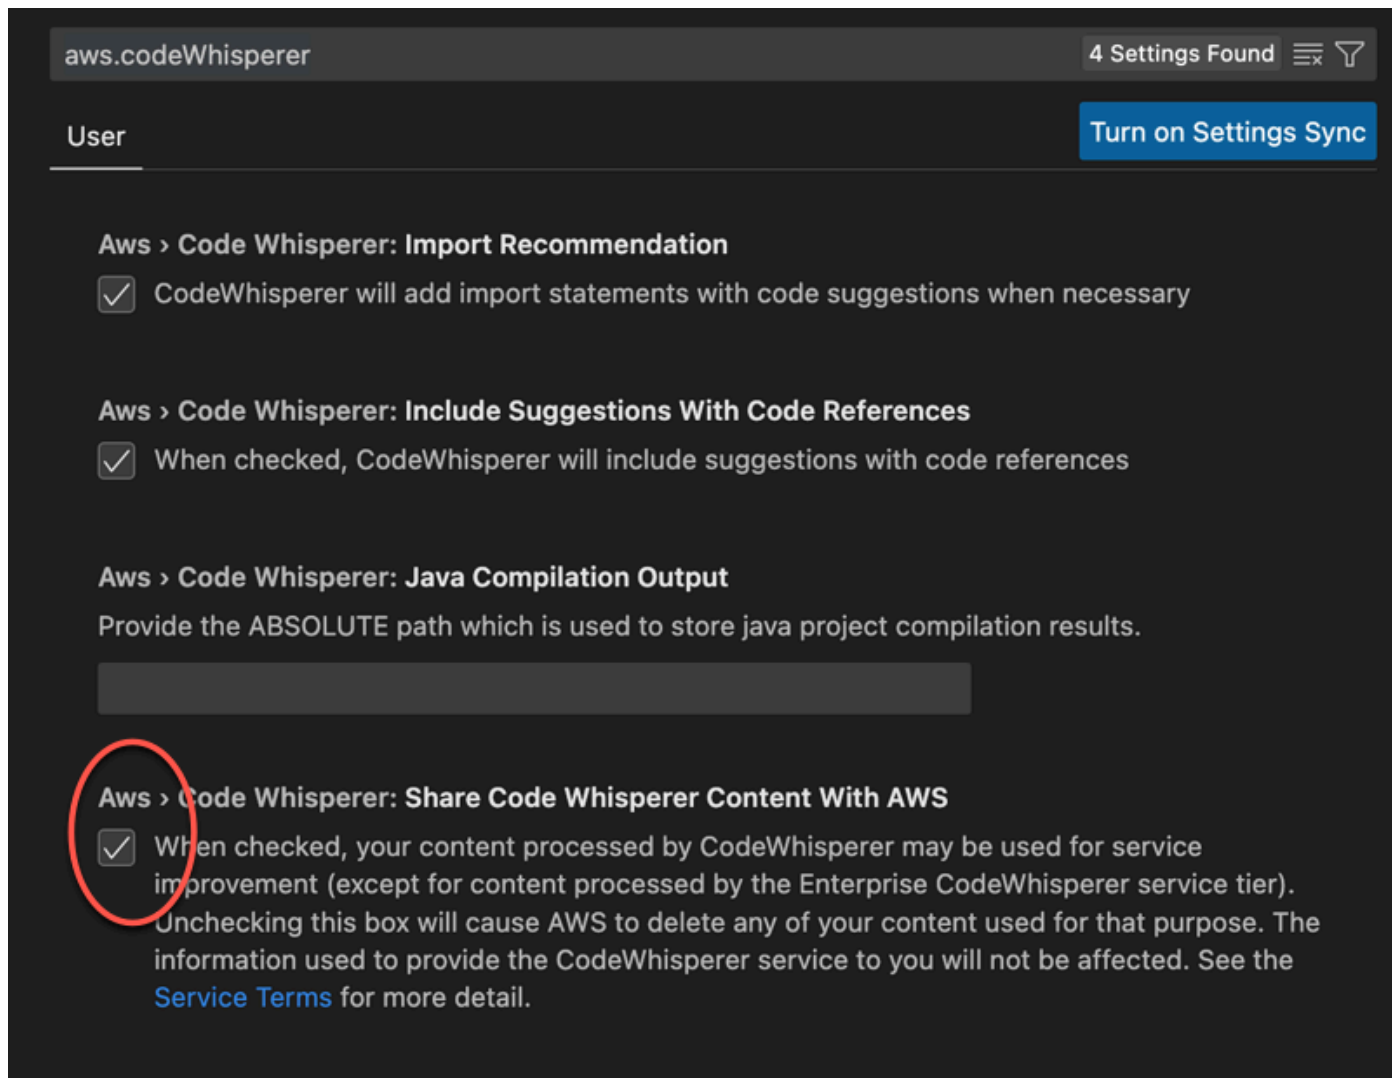 aws.codeWhisperer
4 Settings Found
User
Turn on Settings Sync
Aws › Code Whisperer: Import Recommendation
CodeWhisperer will add import statements with code suggestions when necessary
Aws › Code Whisperer: Include Suggestions With Code References
When checked, CodeWhisperer will include suggestions with code references
Aws › Code Whisperer: Java Compilation Output
Provide the ABSOLUTE path which is used to store java project compilation results.
Aws › Code Whisperer: Share Code Whisperer Content With AWS
When checked, your content processed by CodeWhisperer may be used for service
improvement (except for content processed by the Enterprise CodeWhisperer service tier).
Unchecking this box will cause AWS to delete any of your content used for that purpose. The
information used to provide the CodeWhisperer service to you will not be affected. See the
Service Terms for more detail.